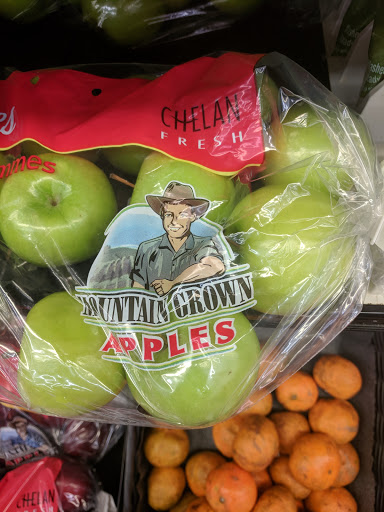 CHELAN
FRESH
MOUNTAIN GROWN
APPLES
CHELAN